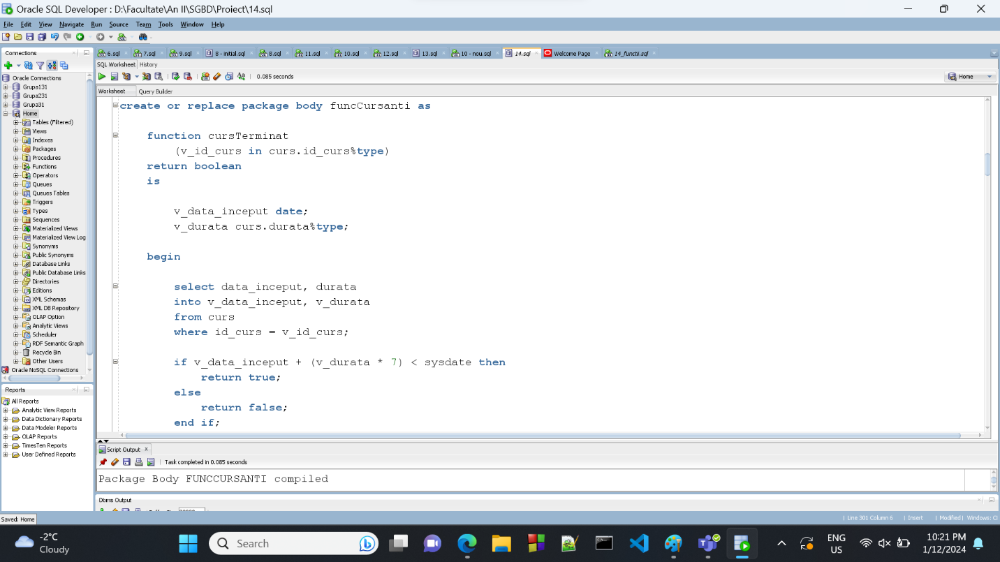 Oracle SQL Developer : D:\Facultate\An II\SGBD\Proiect\14.sql
File Edit View Navigate Run Source Team Tools Window Help
Connections
6.sql 7.sql 9.sql 8 - initial.sql 8.sql 11.sql 10.sql 12.sql 13.sql 10 - nou.sql 14.sql Welcome Page 14_functii.sql
SQL Worksheet History
0.085 seconds
Home
Worksheet Query Builder
Oracle Connections
Grupa131
Grupa231
Grupa31
Home
Tables (Filtered)
Views
Indexes
Packages
Procedures
Functions
Operators
Queues
Queues Tables
Triggers
Types
Sequences
Materialized Views
Materialized View Log
Synonyms
Public Synonyms
Database Links
Public Database Links
Directories
Editions
XML Schemas
XML DB Repository
OLAP Option
Analytic Views
Scheduler
RDF Semantic Graph
Recycle Bin
Other Users
Oracle NoSQL Connections
create or replace package body funcCursanti as
function cursTerminat
(v_id_curs in curs.id_curs%type)
return boolean
is
v_data_inceput date;
v_durata curs.durata%type;
begin
select data_inceput, durata
into v_data_inceput, v_durata
from curs
where id_curs = v_id_curs;
if v_data_inceput + (v_durata * 7) < sysdate then
return true;
else
return false;
end if;
Reports
All Reports
Analytic View Reports
Data Dictionary Reports
Data Modeler Reports
OLAP Reports
TimesTen Reports
User Defined Reports
Script Output
Task completed in 0.085 seconds
Package Body FUNCCURSANTI compiled
Dbms Output
Saved: Home
Line 301 Column 6 Insert Modified Windows: C
-2°C
Cloudy
Search
ENG
US
10:21 PM
1/12/2024